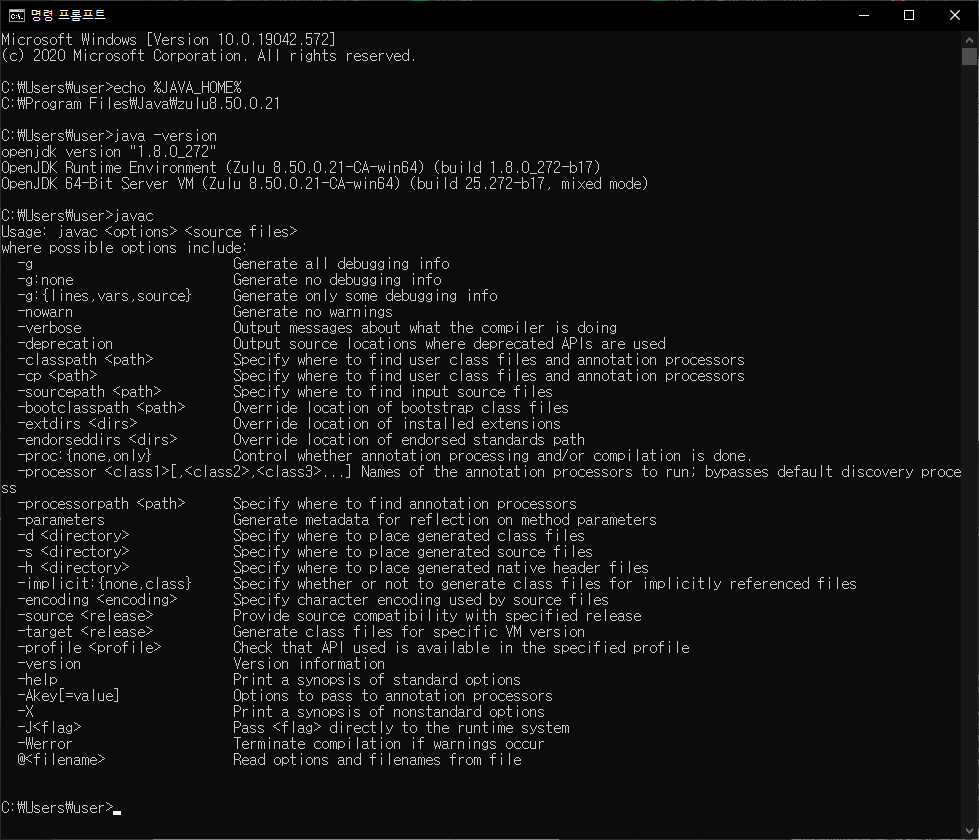 명령 프롬프트
Microsoft Windows [Version 10.0.19042.572]
(c) 2020 Microsoft Corporation. All rights reserved.
C:₩Users₩user>echo %JAVA_HOME%
C:₩Program Files₩Java₩zulu8.50.0.21
C:₩Users₩user>java -version
openjdk version "1.8.0_272"
OpenJDK Runtime Environment (Zulu 8.50.0.21-CA-win64) (build 1.8.0_272-b17)
OpenJDK 64-Bit Server VM (Zulu 8.50.0.21-CA-win64) (build 25.272-b17, mixed mode)
C:₩Users₩user>javac
Usage: javac <options> <source files>
where possible options include:
  -g                         Generate all debugging info
  -g:none                    Generate no debugging info
  -g:{lines,vars,source}     Generate only some debugging info
  -nowarn                    Generate no warnings
  -verbose                   Output messages about what the compiler is doing
  -deprecation               Output source locations where deprecated APIs are used
  -classpath <path>          Specify where to find user class files and annotation processors
  -cp <path>                 Specify where to find user class files and annotation processors
  -sourcepath <path>         Specify where to find input source files
  -bootclasspath <path>      Override location of bootstrap class files
  -extdirs <dirs>            Override location of installed extensions
  -endorseddirs <dirs>       Override location of endorsed standards path
  -proc:{none,only}          Control whether annotation processing and/or compilation is done.
  -processor <class1>[,<class2>,<class3>...] Names of the annotation processors to run; bypasses default discovery proce
ss
  -processorpath <path>      Specify where to find annotation processors
  -parameters                Generate metadata for reflection on method parameters
  -d <directory>             Specify where to place generated class files
  -s <directory>             Specify where to place generated source files
  -h <directory>             Specify where to place generated native header files
  -implicit:{none,class}     Specify whether or not to generate class files for implicitly referenced files
  -encoding <encoding>       Specify character encoding used by source files
  -source <release>          Provide source compatibility with specified release
  -target <release>          Generate class files for specific VM version
  -profile <profile>         Check that API used is available in the specified profile
  -version                   Version information
  -help                      Print a synopsis of standard options
  -Akey[=value]              Options to pass to annotation processors
  -X                         Print a synopsis of nonstandard options
  -J<flag>                   Pass <flag> directly to the runtime system
  -Werror                    Terminate compilation if warnings occur
  @<filename>                Read options and filenames from file
C:₩Users₩user>